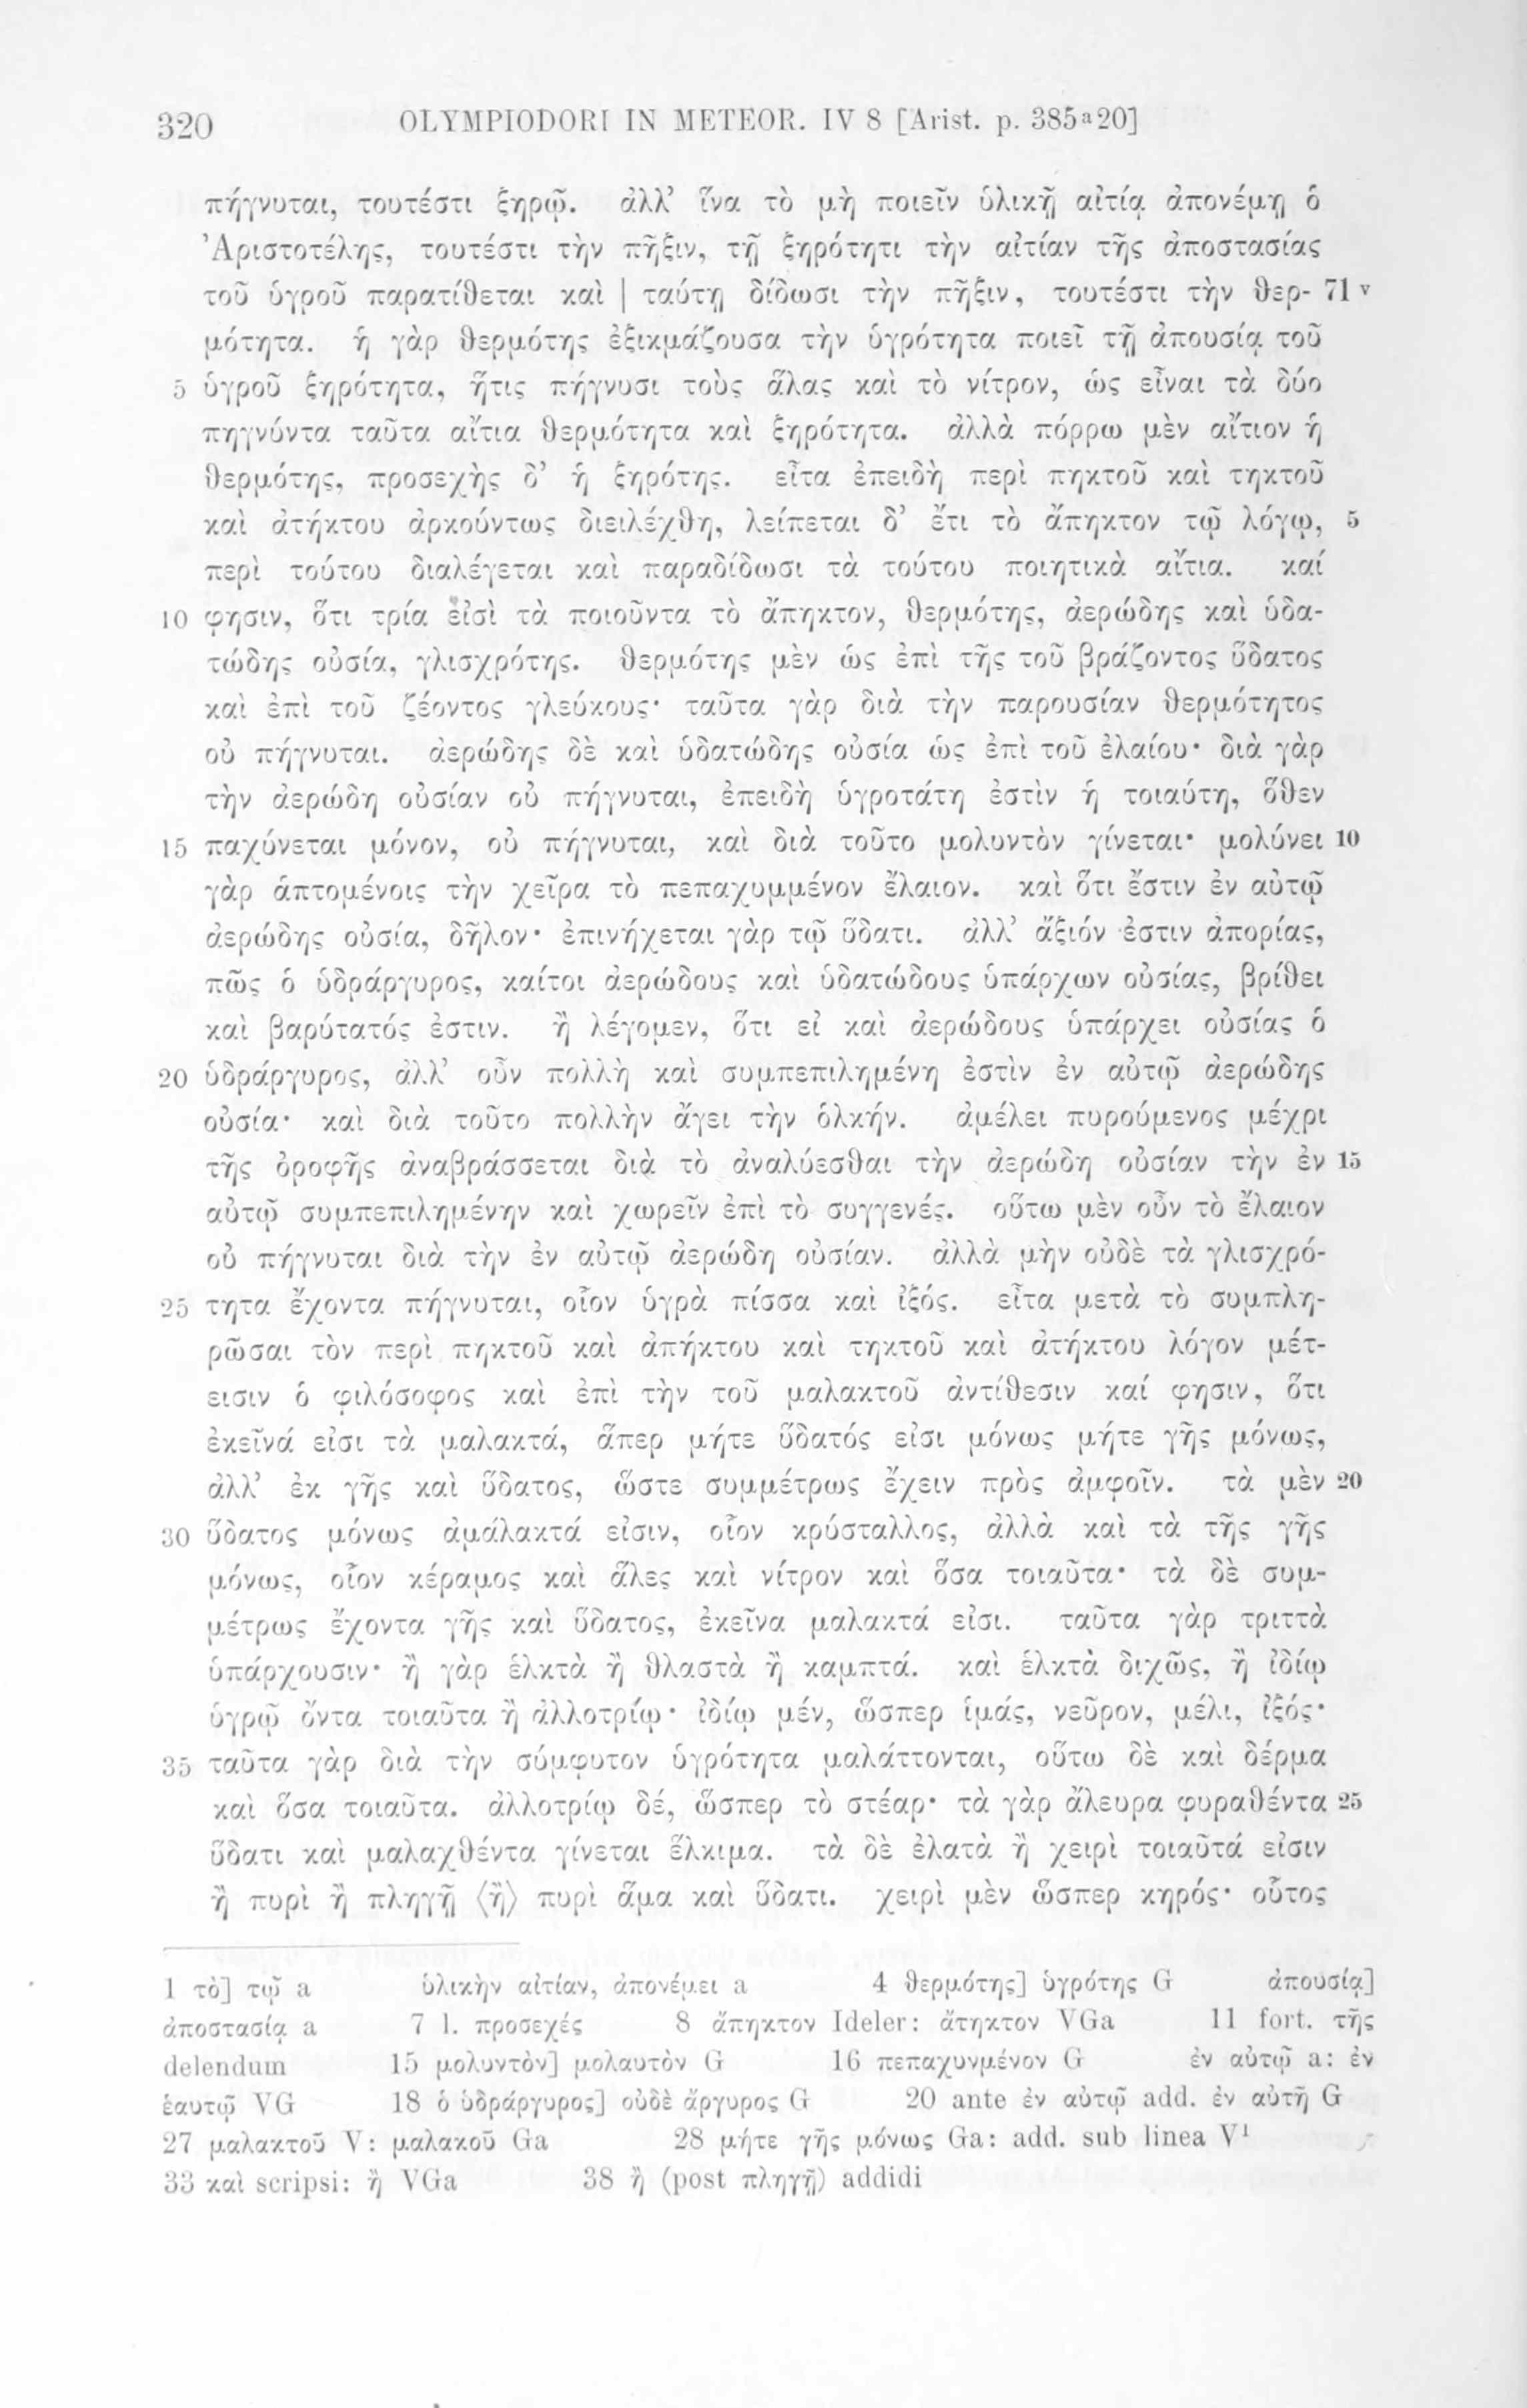 320 OLYMPIODORI IN METEOR. IV 8 [Arist. p. 385ᵃ20]
πήγνυται, τουτέστι ξηρῷ. ἀλλ’ ἵνα τὸ μὴ ποιεῖν ὑλικῇ αἰτίᾳ ἀπονέμῃ ὁ
Ἀριστοτέλης, τουτέστι τὴν πῆξιν, τῇ ξηρότητι τὴν αἰτίαν τῆς ἀποστασίας
τοῦ ὑγροῦ παρατίθεται καὶ | ταύτῃ δίδωσι τὴν πῆξιν, τουτέστι τὴν θερ- 71ᵛ
μότητα. ἡ γὰρ θερμότης ἐξικμάζουσα τὴν ὑγρότητα ποιεῖ τῇ ἀπουσίᾳ τοῦ
5 ὑγροῦ ξηρότητα, ἥτις πήγνυσι τοὺς ἅλας καὶ τὸ νίτρον, ὡς εἶναι τὰ δύο
πηγνύντα ταῦτα αἴτια θερμότητα καὶ ξηρότητα. ἀλλὰ πόρρω μὲν αἴτιον ἡ
θερμότης, προσεχὴς δ’ ἡ ξηρότης. εἶτα ἐπειδὴ περὶ πηκτοῦ καὶ τηκτοῦ
καὶ ἀτήκτου ἀρκούντως διειλέχθη, λείπεται δ’ ἔτι τὸ ἄπηκτον τῷ λόγῳ, 5
περὶ τούτου διαλέγεται καὶ παραδίδωσι τὰ τούτου ποιητικὰ αἴτια. καί
10 φησιν, ὅτι τρία εἰσὶ τὰ ποιοῦντα τὸ ἄπηκτον, θερμότης, ἀερώδης καὶ ὑδα-
τώδης οὐσία, γλισχρότης. θερμότης μὲν ὡς ἐπὶ τῆς τοῦ βράζοντος ὕδατος
καὶ ἐπὶ τοῦ ζέοντος γλεύκους· ταῦτα γὰρ διὰ τὴν παρουσίαν θερμότητος
οὐ πήγνυται. ἀερώδης δὲ καὶ ὑδατώδης οὐσία ὡς ἐπὶ τοῦ ἐλαίου· διὰ γὰρ
τὴν ἀερώδη οὐσίαν οὐ πήγνυται, ἐπειδὴ ὑγροτάτη ἐστὶν ἡ τοιαύτη, ὅθεν
15 παχύνεται μόνον, οὐ πήγνυται, καὶ διὰ τοῦτο μολυντὸν γίνεται· μολύνει 10
γὰρ ἁπτομένοις τὴν χεῖρα τὸ πεπαχυμμένον ἔλαιον. καὶ ὅτι ἔστιν ἐν αὐτῷ
ἀερώδης οὐσία, δῆλον· ἐπινήχεται γὰρ τῷ ὕδατι. ἀλλ’ ἄξιόν ἐστιν ἀπορίας,
πῶς ὁ ὑδράργυρος, καίτοι ἀερώδους καὶ ὑδατώδους ὑπάρχων οὐσίας, βρίθει
καὶ βαρύτατός ἐστιν. ἢ λέγομεν, ὅτι εἰ καὶ ἀερώδους ὑπάρχει οὐσίας ὁ
20 ὑδράργυρος, ἀλλ’ οὖν πολλὴ καὶ συμπεπιλημένη ἐστὶν ἐν αὐτῷ ἀερώδης
οὐσία· καὶ διὰ τοῦτο πολλὴν ἄγει τὴν ὁλκήν. ἀμέλει πυρούμενος μέχρι
τῆς ὀροφῆς ἀναβράσσεται διὰ τὸ ἀναλύεσθαι τὴν ἀερώδη οὐσίαν τὴν ἐν 15
αὐτῷ συμπεπιλημένην καὶ χωρεῖν ἐπὶ τὸ συγγενές. οὕτω μὲν οὖν τὸ ἔλαιον
οὐ πήγνυται διὰ τὴν ἐν αὐτῷ ἀερώδη οὐσίαν. ἀλλὰ μὴν οὐδὲ τὰ γλισχρό-
25 τητα ἔχοντα πήγνυται, οἷον ὑγρὰ πίσσα καὶ ἰξός. εἶτα μετὰ τὸ συμπλη-
ρῶσαι τὸν περὶ πηκτοῦ καὶ ἀπήκτου καὶ τηκτοῦ καὶ ἀτήκτου λόγον μέτ-
εισιν ὁ φιλόσοφος καὶ ἐπὶ τὴν τοῦ μαλακτοῦ ἀντίθεσιν καί φησιν, ὅτι
ἐκεῖνά εἰσι τὰ μαλακτά, ἅπερ μήτε ὕδατός εἰσι μόνως μήτε γῆς μόνως,
ἀλλ’ ἐκ γῆς καὶ ὕδατος, ὥστε συμμέτρως ἔχειν πρὸς ἀμφοῖν. τὰ μὲν 20
30 ὕδατος μόνως ἀμάλακτά εἰσιν, οἷον κρύσταλλος, ἀλλὰ καὶ τὰ τῆς γῆς
μόνως, οἷον κέραμος καὶ ἅλες καὶ νίτρον καὶ ὅσα τοιαῦτα· τὰ δὲ συμ-
μέτρως ἔχοντα γῆς καὶ ὕδατος, ἐκεῖνα μαλακτά εἰσι. ταῦτα γὰρ τριττὰ
ὑπάρχουσιν· ἢ γὰρ ἑλκτὰ ἢ θλαστὰ ἢ καμπτά. καὶ ἑλκτὰ διχῶς, ἢ ἰδίῳ
ὑγρῷ ὄντα τοιαῦτα ἢ ἀλλοτρίῳ· ἰδίῳ μέν, ὥσπερ ἱμάς, νεῦρον, μέλι, ἰξός·
35 ταῦτα γὰρ διὰ τὴν σύμφυτον ὑγρότητα μαλάττονται, οὕτω δὲ καὶ δέρμα
καὶ ὅσα τοιαῦτα. ἀλλοτρίῳ δέ, ὥσπερ τὸ στέαρ· τὰ γὰρ ἄλευρα φυραθέντα 25
ὕδατι καὶ μαλαχθέντα γίνεται ἕλκιμα. τὰ δὲ ἐλατὰ ἢ χειρὶ τοιαῦτά εἰσιν
ἢ πυρὶ ἢ πληγῇ ⟨ἢ⟩ πυρὶ ἅμα καὶ ὕδατι. χειρὶ μὲν ὥσπερ κηρός· οὗτος
1 τὸ] τῷ a ὑλικὴν αἰτίαν, ἀπονέμει a 4 θερμότης] ὑγρότης G ἀπουσίᾳ]
ἀποστασίᾳ a 7 l. προσεχές 8 ἄπηκτον Ideler: ἄτηκτον VGa 11 fort. τῆς
delendum 15 μολυντὸν] μολαυτὸν G 16 πεπαχυνμένον G ἐν αὐτῷ a: ἐν
ἑαυτῷ VG 18 ὁ ὑδράργυρος] οὐδὲ ἄργυρος G 20 ante ἐν αὐτῷ add. ἐν αὐτῇ G
27 μαλακτοῦ V: μαλακοῦ Ga 28 μήτε γῆς μόνως Ga: add. sub linea V¹
33 καὶ scripsi: ἢ VGa 38 ἢ (post πληγῇ) addidi